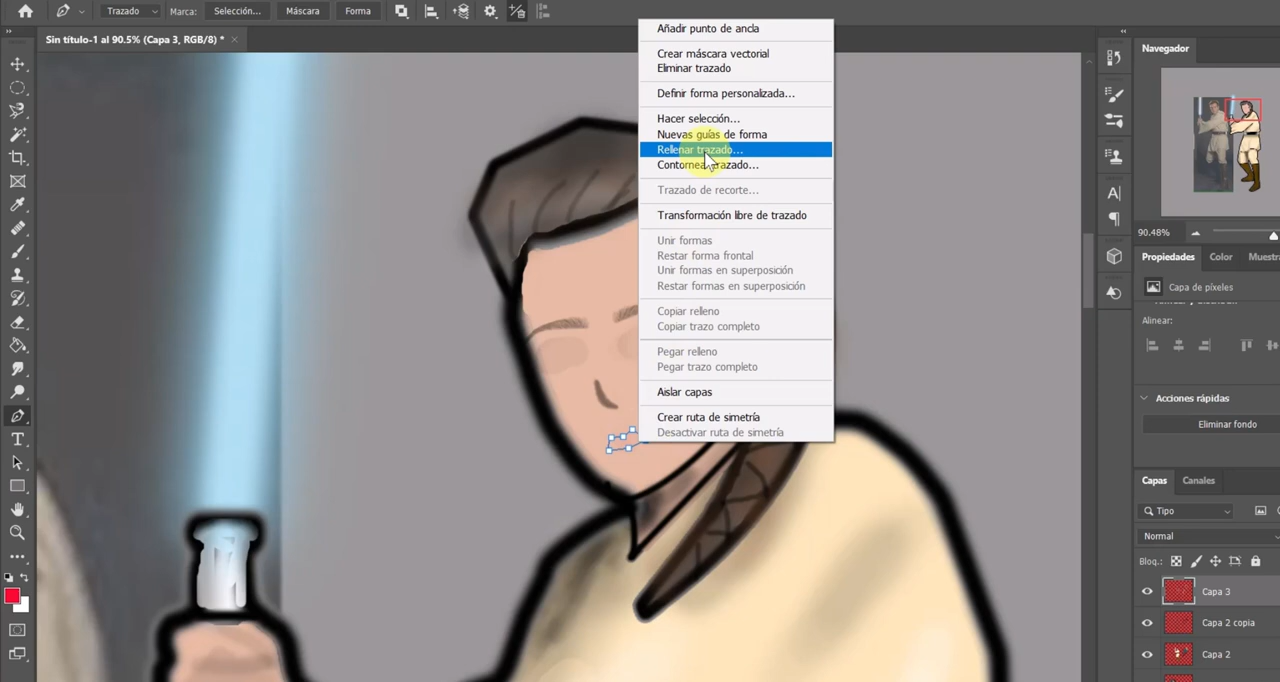 Trazado
Marca:
Selección...
Máscara
Forma
Sin título-1 al 90.5% (Capa 3, RGB/8) *
Añadir punto de ancla
Crear máscara vectorial
Eliminar trazado
Definir forma personalizada...
Hacer selección...
Nuevas guías de forma
Rellenar trazado...
Contornear trazado...
Trazado de recorte...
Transformación libre de trazado
Unir formas
Restar forma frontal
Unir formas en superposición
Restar formas en superposición
Copiar relleno
Copiar trazo completo
Pegar relleno
Pegar trazo completo
Aislar capas
Crear ruta de simetría
Desactivar ruta de simetría
Navegador
90.48%
Propiedades
Color
Muestra
Capa de píxeles
Alinear:
Acciones rápidas
Eliminar fondo
Capas
Canales
Tipo
Normal
Bloq.:
Capa 3
Capa 2 copia
Capa 2